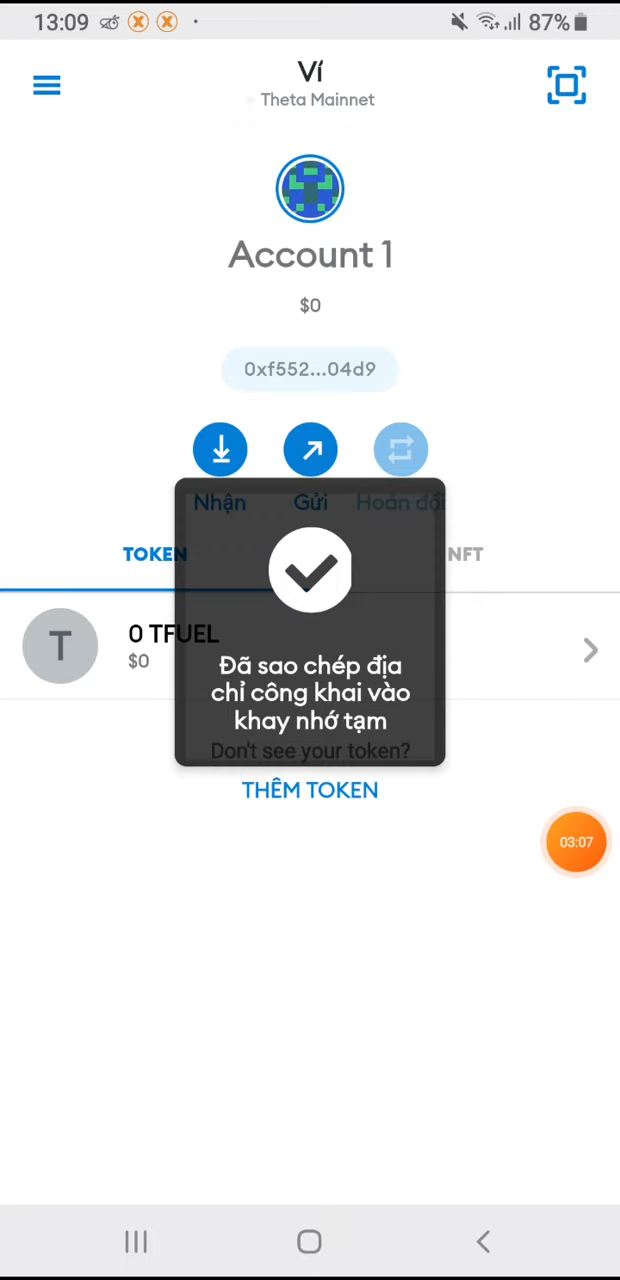 13:09
87%
Ví
Theta Mainnet
Account 1
$0
0xf552...04d9
Nhận
Gửi
Hoán đổi
TOKEN
NFT
T
0 TFUEL
$0
Đã sao chép địa
chỉ công khai vào
khay nhớ tạm
Don't see your token?
THÊM TOKEN
03:07